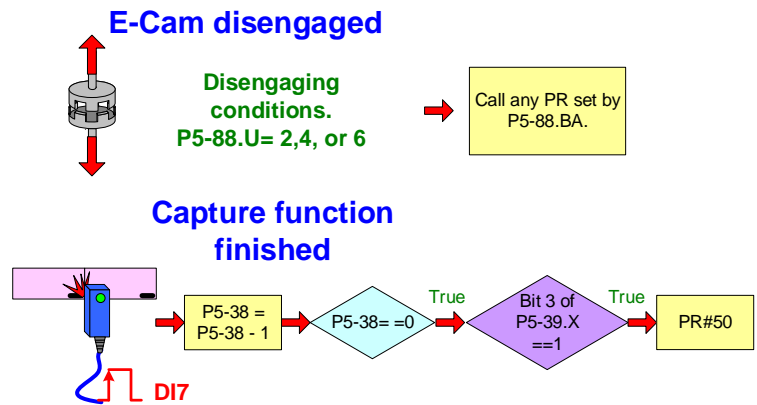 E-Cam disengaged
Disengaging
conditions.
P5-88.U= 2,4, or 6
Call any PR set by
P5-88.BA.
Capture function
finished
P5-38 =
P5-38 - 1
P5-38= =0
True
Bit 3 of
P5-39.X
==1
True
PR#50
DI7